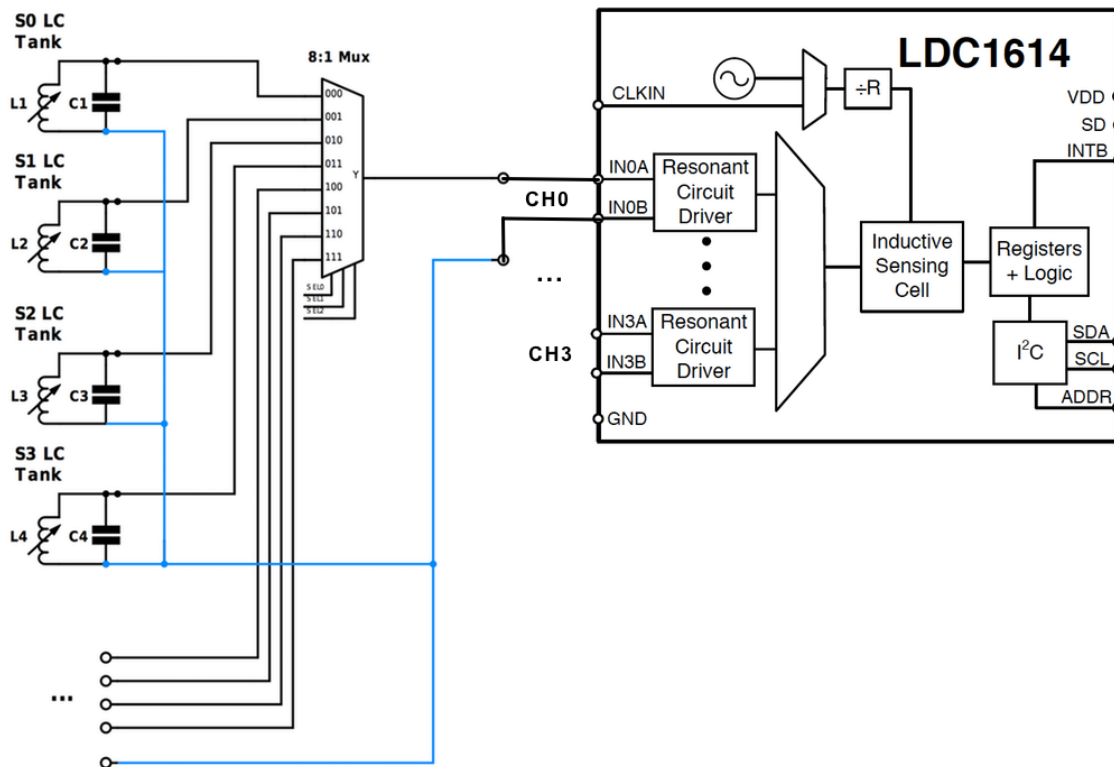 S0 LC
Tank
L1
C1
S1 LC
Tank
L2
C2
S2 LC
Tank
L3
C3
S3 LC
Tank
L4
C4
...
8:1 Mux
000
001
010
011
100
101
110
111
Y
SEL0
SEL1
SEL2
CH0
...
CH3
LDC1614
CLKIN
÷R
IN0A
IN0B
Resonant
Circuit
Driver
IN3A
IN3B
Resonant
Circuit
Driver
GND
Inductive
Sensing
Cell
Registers
+ Logic
I²C
VDD
SD
INTB
SDA
SCL
ADDR